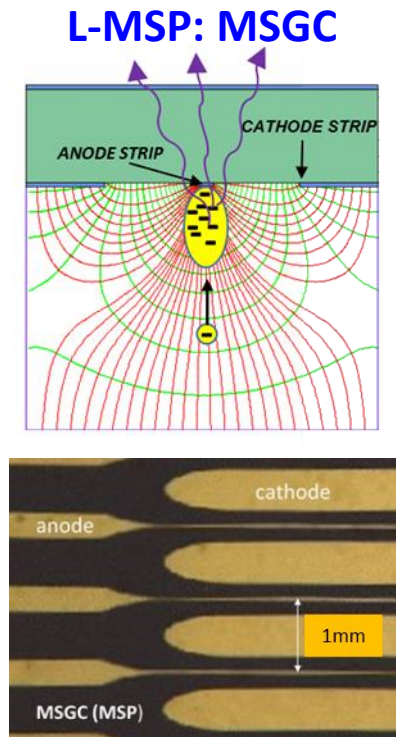 L-MSP: MSGC
CATHODE STRIP
ANODE STRIP
cathode
anode
1mm
MSGC (MSP)